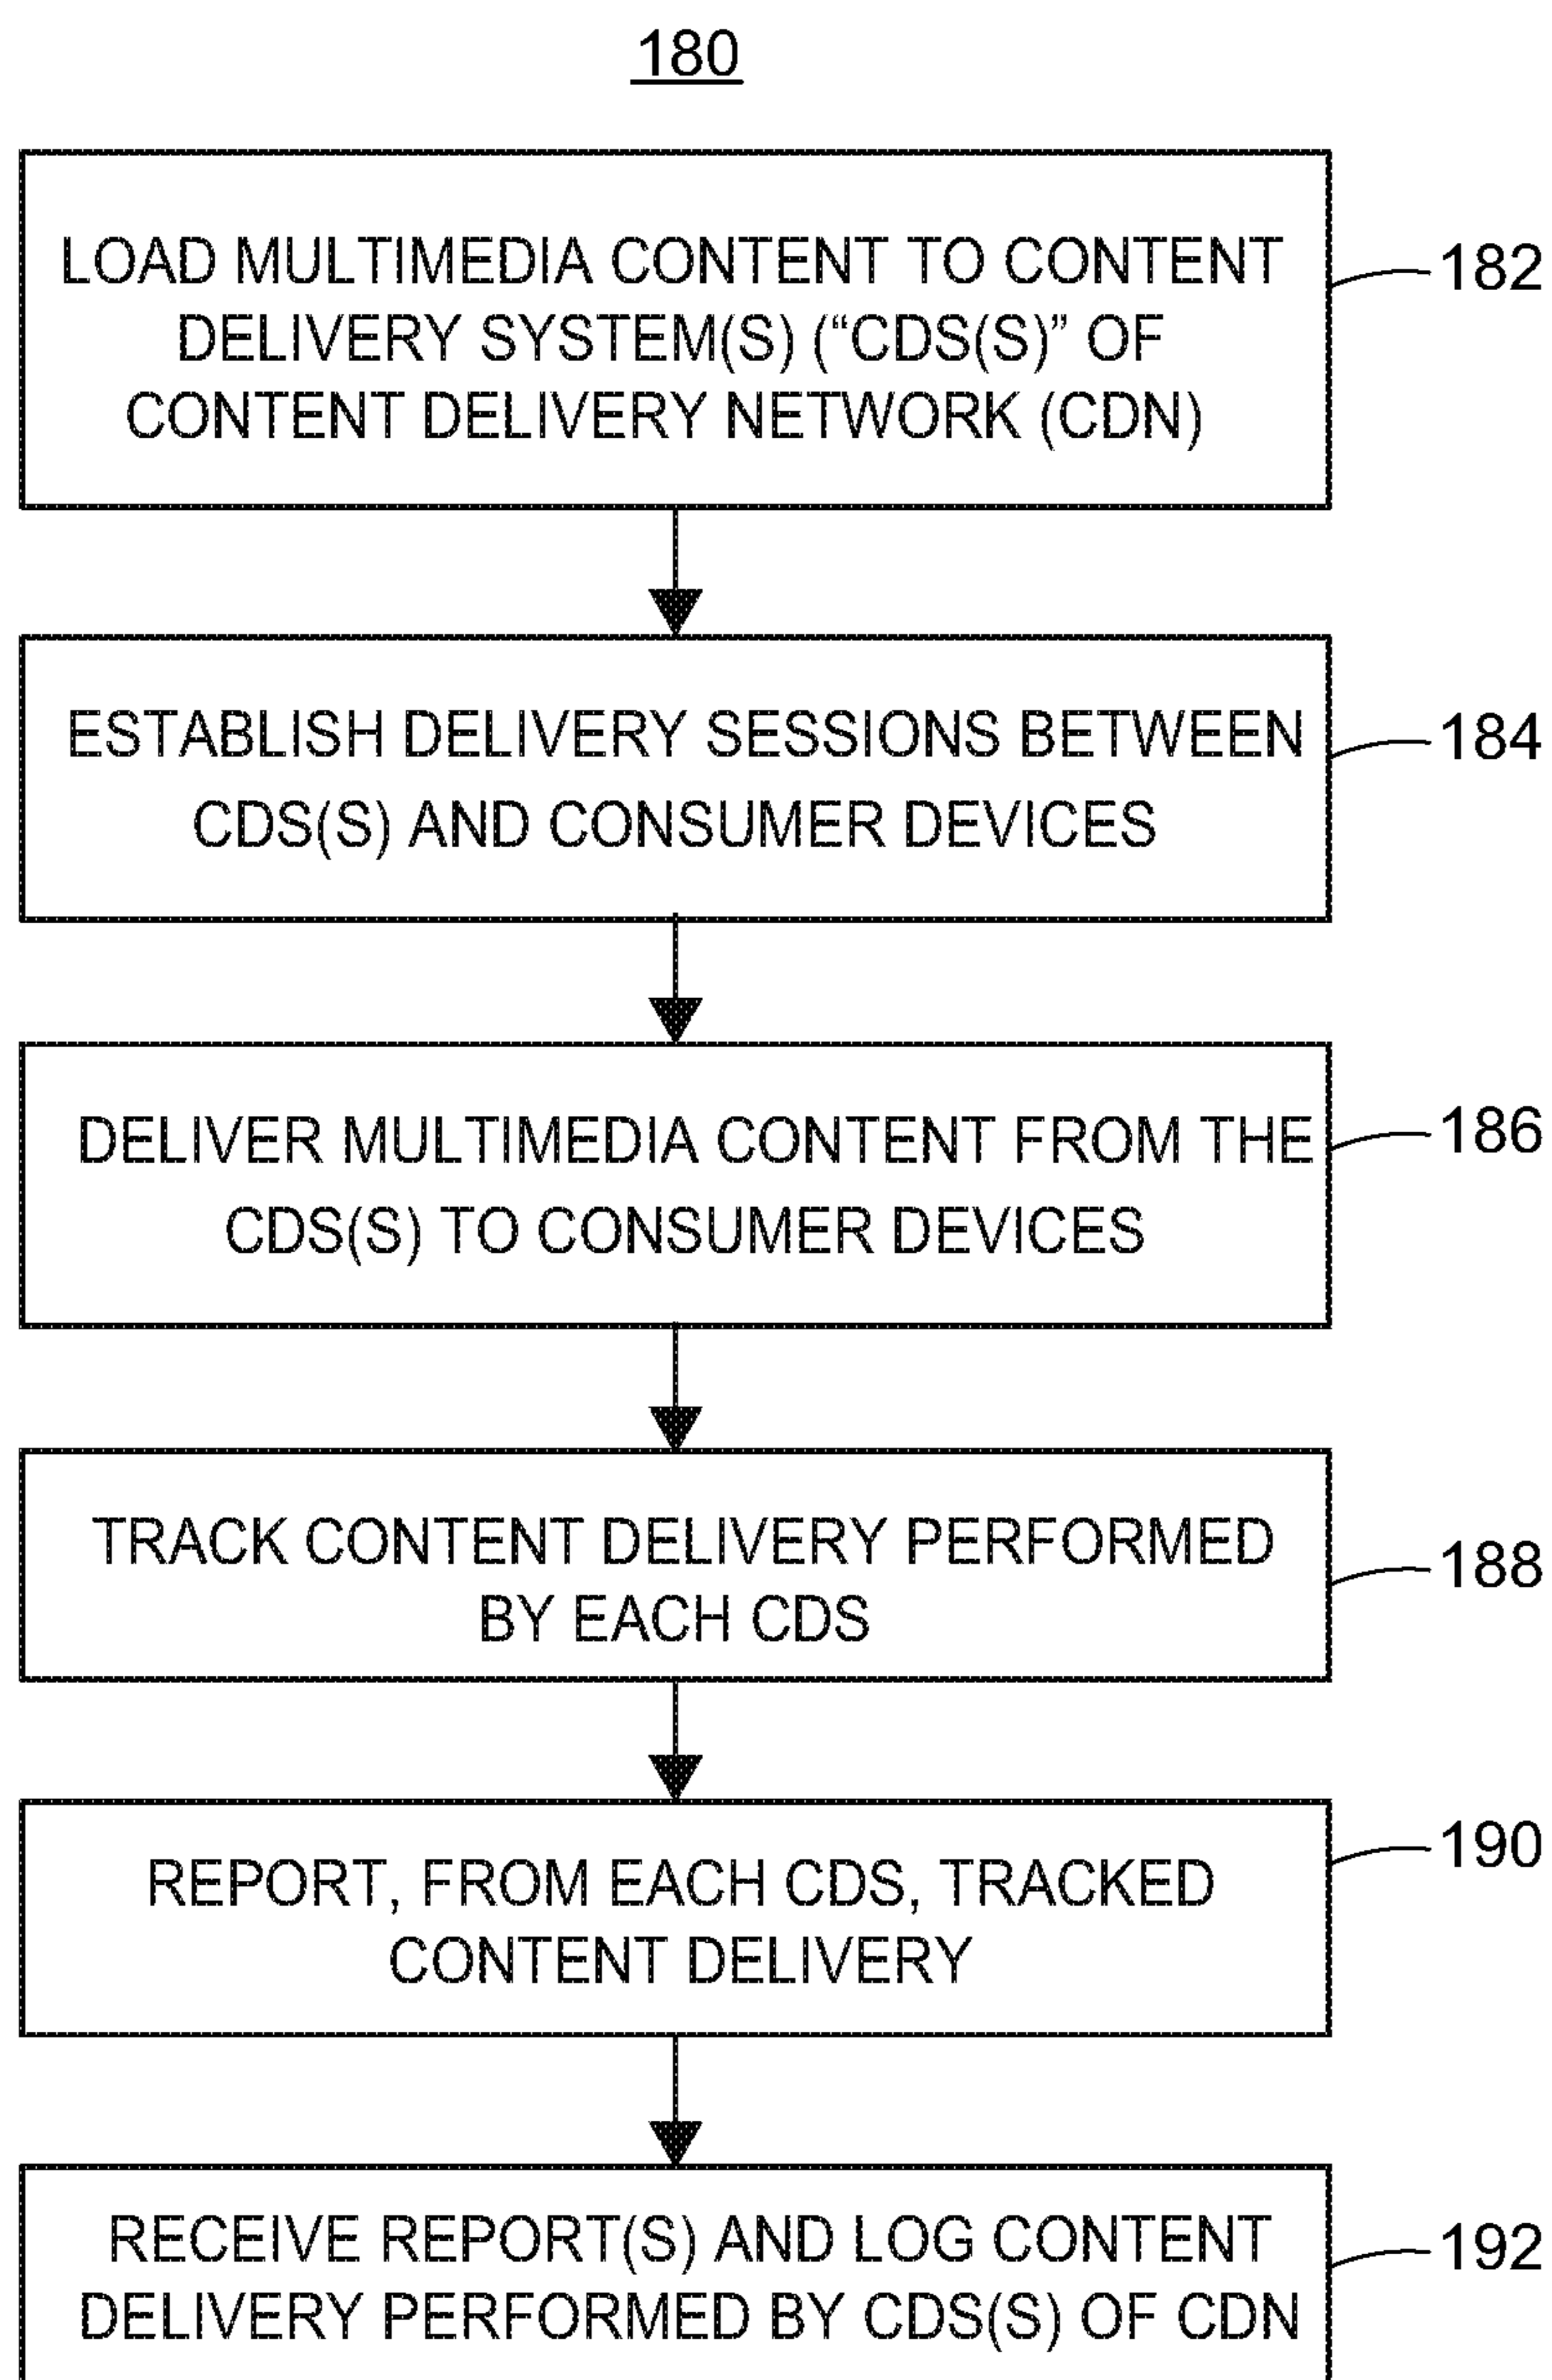 180
LOAD MULTIMEDIA CONTENT TO CONTENT
DELIVERY SYSTEM(S) (“CDS(S)” OF
CONTENT DELIVERY NETWORK (CDN)
182
ESTABLISH DELIVERY SESSIONS BETWEEN
CDS(S) AND CONSUMER DEVICES
184
DELIVER MULTIMEDIA CONTENT FROM THE
CDS(S) TO CONSUMER DEVICES
186
TRACK CONTENT DELIVERY PERFORMED
BY EACH CDS
188
REPORT, FROM EACH CDS, TRACKED
CONTENT DELIVERY
190
RECEIVE REPORT(S) AND LOG CONTENT
DELIVERY PERFORMED BY CDS(S) OF CDN
192